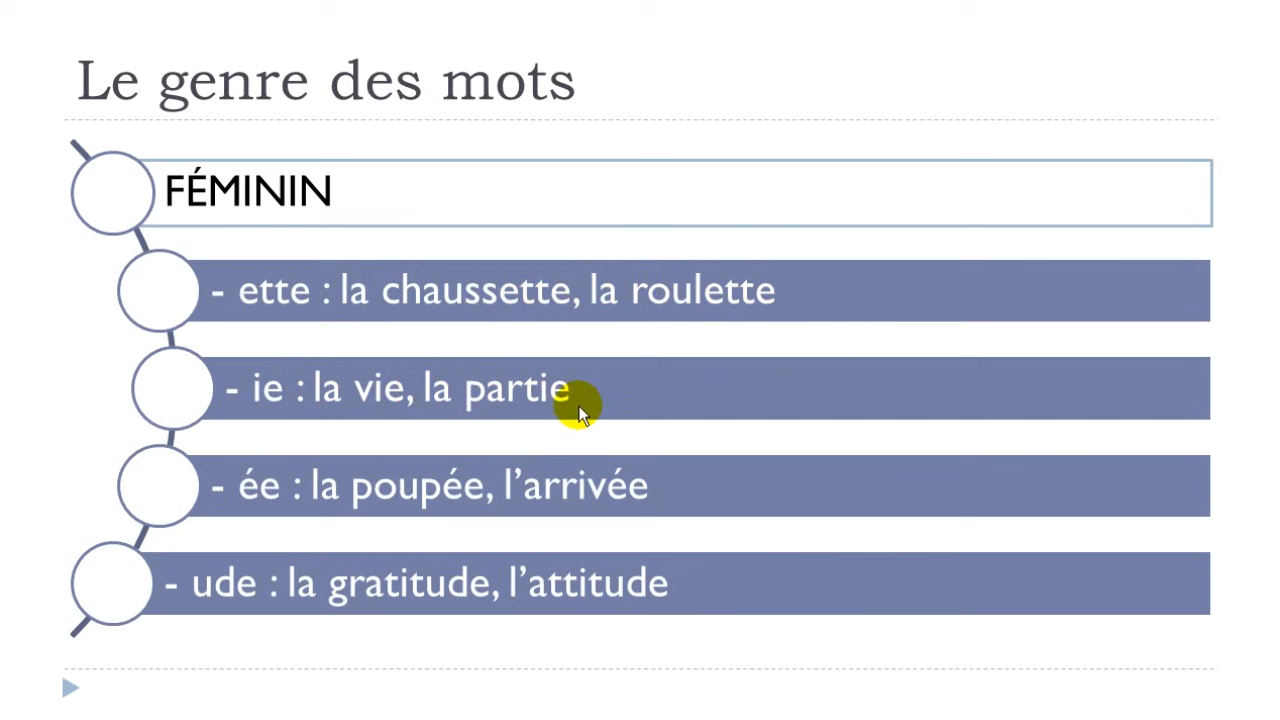 Le genre des mots
FÉMININ
- ette : la chaussette, la roulette
- ie : la vie, la partie
- ée : la poupée, l’arrivée
- ude : la gratitude, l’attitude